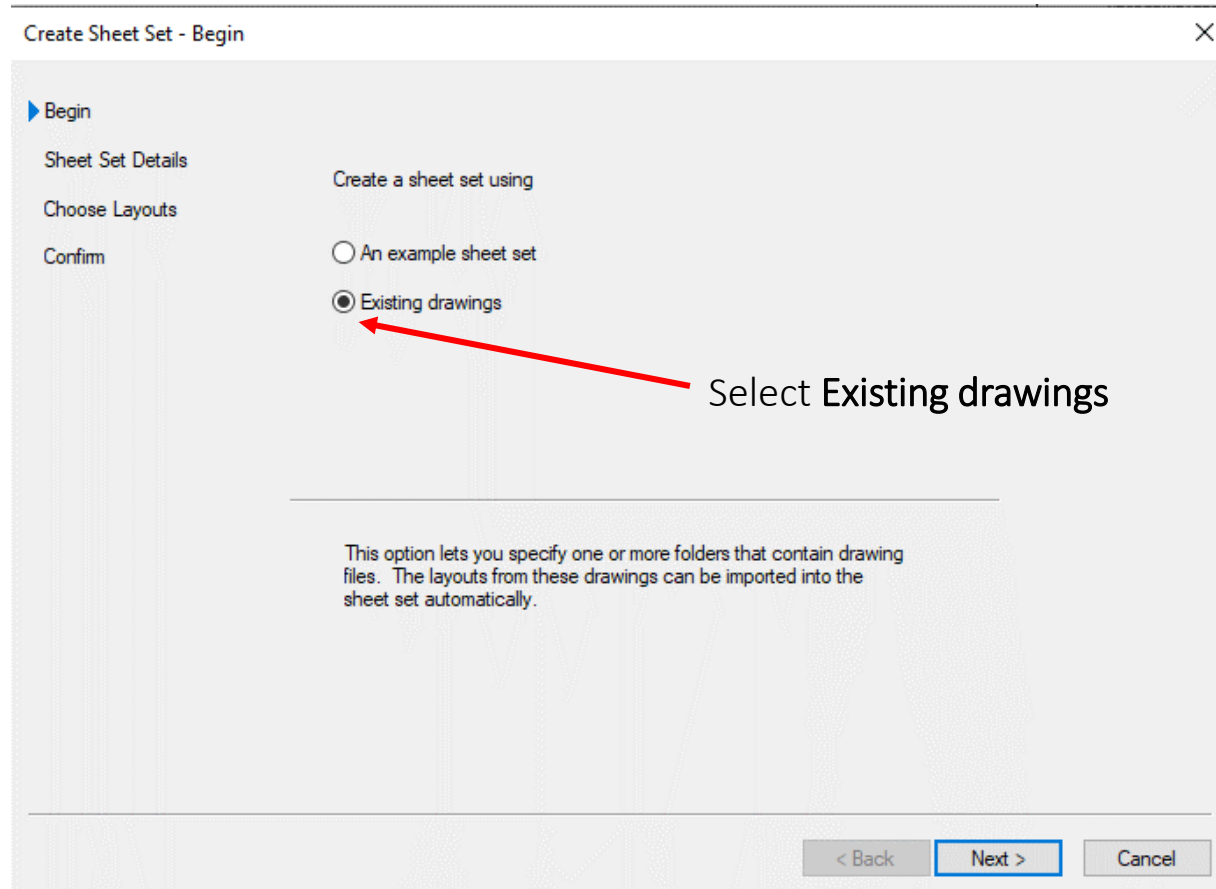 Create Sheet Set - Begin
Begin
Sheet Set Details
Choose Layouts
Confirm
Create a sheet set using
An example sheet set
Existing drawings
Select Existing drawings
This option lets you specify one or more folders that contain drawing
files.  The layouts from these drawings can be imported into the
sheet set automatically.
< Back
Next >
Cancel